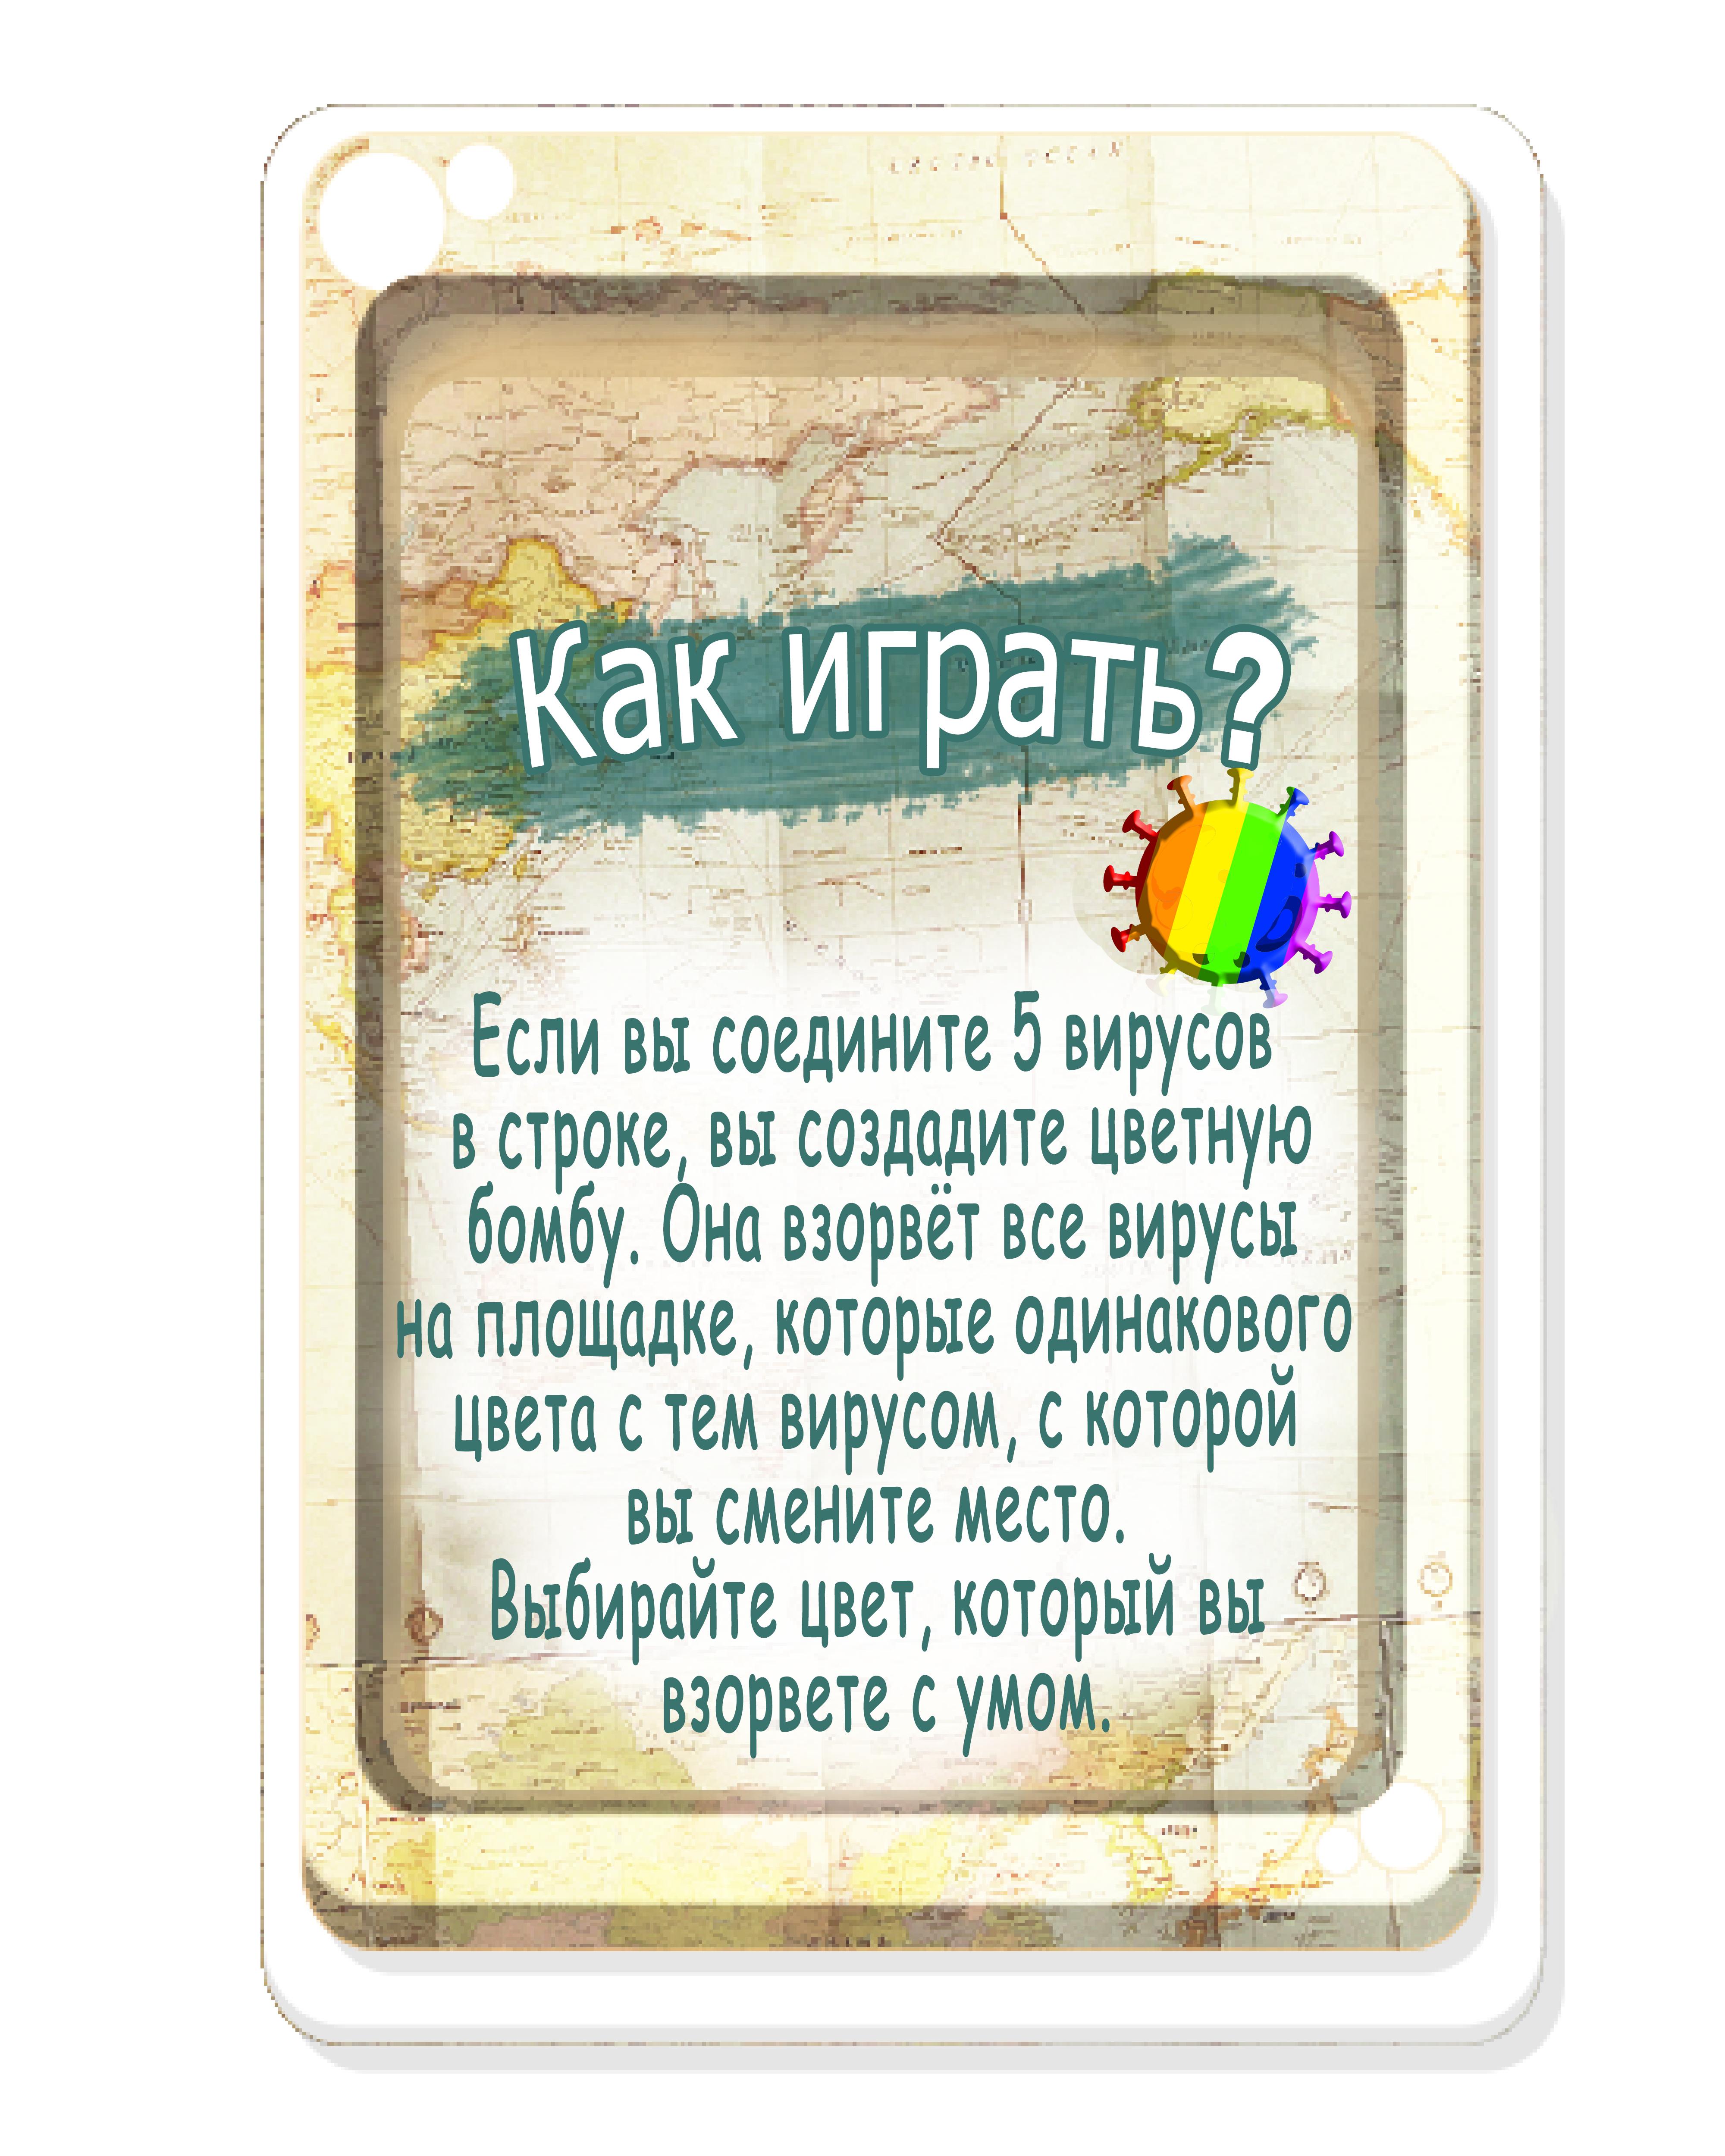 Как играть?
Если вы соедините 5 вирусов
в строке, вы создадите цветную
бомбу. Она взорвёт все вирусы
на площадке, которые одинакового
цвета с тем вирусом, с которой
вы смените место.
Выбирайте цвет, который вы
взорвете с умом.